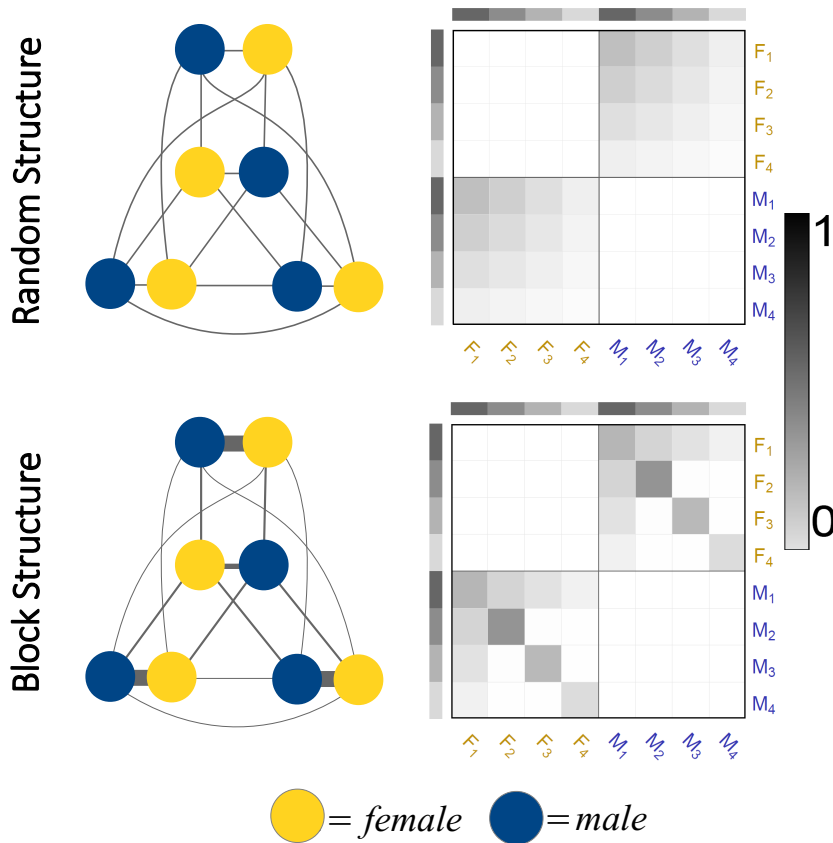 Random Structure
F1
F2
F3
F4
M1
M2
M3
M4
F1 F2 F3 F4 M1 M2 M3 M4
1
0
Block Structure
F1
F2
F3
F4
M1
M2
M3
M4
F1 F2 F3 F4 M1 M2 M3 M4
= female = male